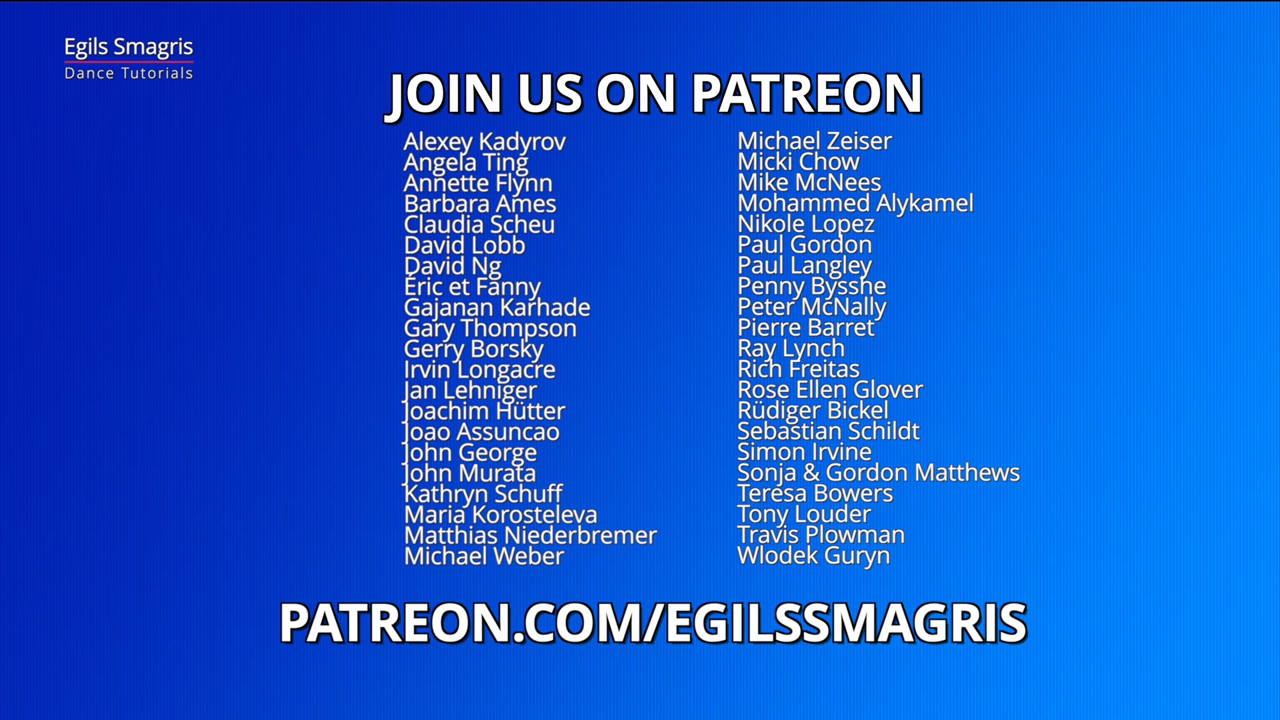 Egils Smagris
Dance Tutorials
JOIN US ON PATREON
Alexey Kadyrov
Angela Ting
Annette Flynn
Barbara Ames
Claudia Scheu
David Lobb
David Ng
Éric et Fanny
Gajanan Karhade
Gary Thompson
Gerry Borsky
Irvin Longacre
Jan Lehniger
Joachim Hütter
Joao Assuncao
John George
John Murata
Kathryn Schuff
Maria Korosteleva
Matthias Niederbremer
Michael Weber
Michael Zeiser
Micki Chow
Mike McNees
Mohammed Alykamel
Nikole Lopez
Paul Gordon
Paul Langley
Penny Bysshe
Peter McNally
Pierre Barret
Ray Lynch
Rich Freitas
Rose Ellen Glover
Rüdiger Bickel
Sebastian Schildt
Simon Irvine
Sonja & Gordon Matthews
Teresa Bowers
Tony Louder
Travis Plowman
Wlodek Guryn
PATREON.COM/EGILSSMAGRIS